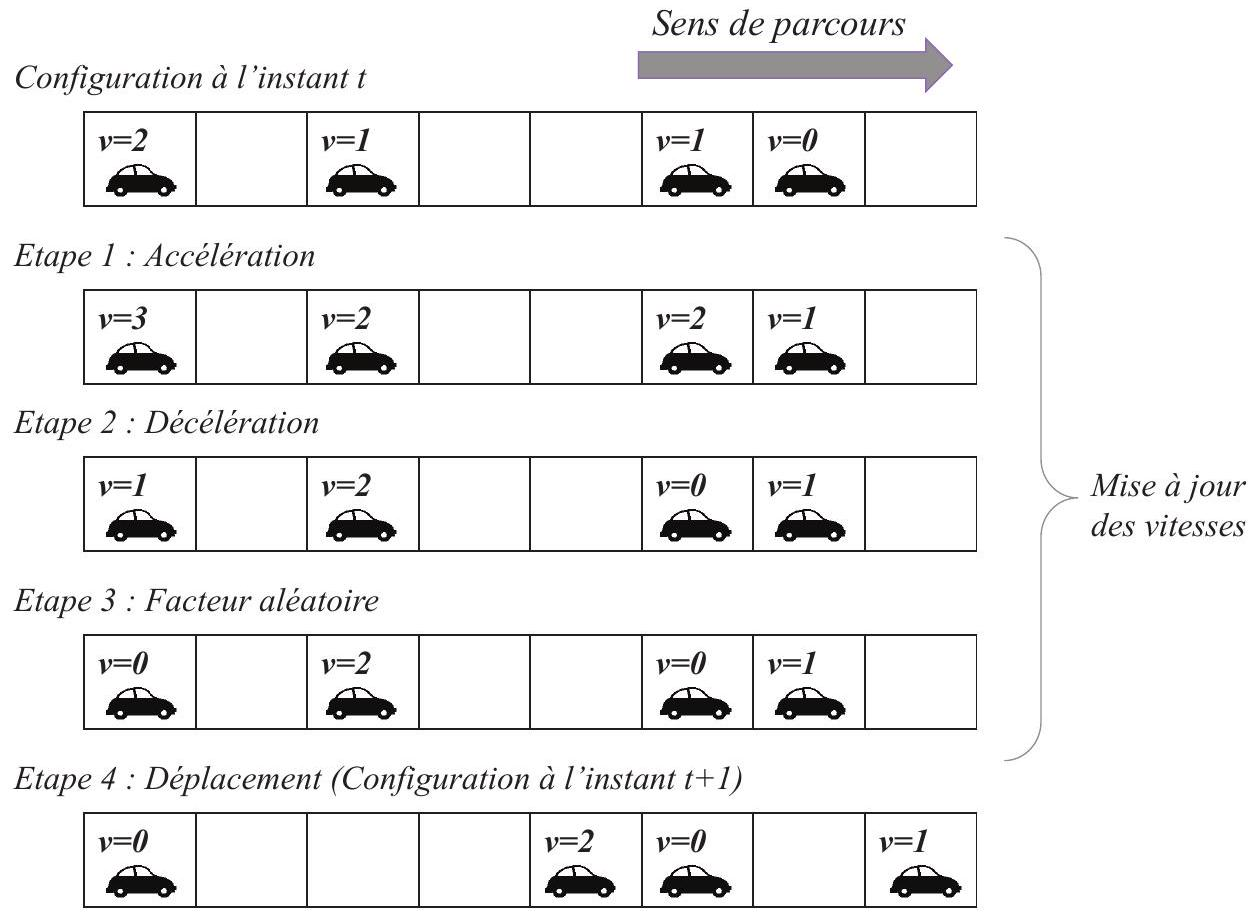 Sens de parcours
Configuration à l’instant t
v=2 v=1 v=1 v=0
Etape 1 : Accélération
v=3 v=2 v=2 v=1
Etape 2 : Décélération
v=1 v=2 v=0 v=1
Mise à jour
des vitesses
Etape 3 : Facteur aléatoire
v=0 v=2 v=0 v=1
Etape 4 : Déplacement (Configuration à l’instant t+1)
v=0 v=2 v=0 v=1